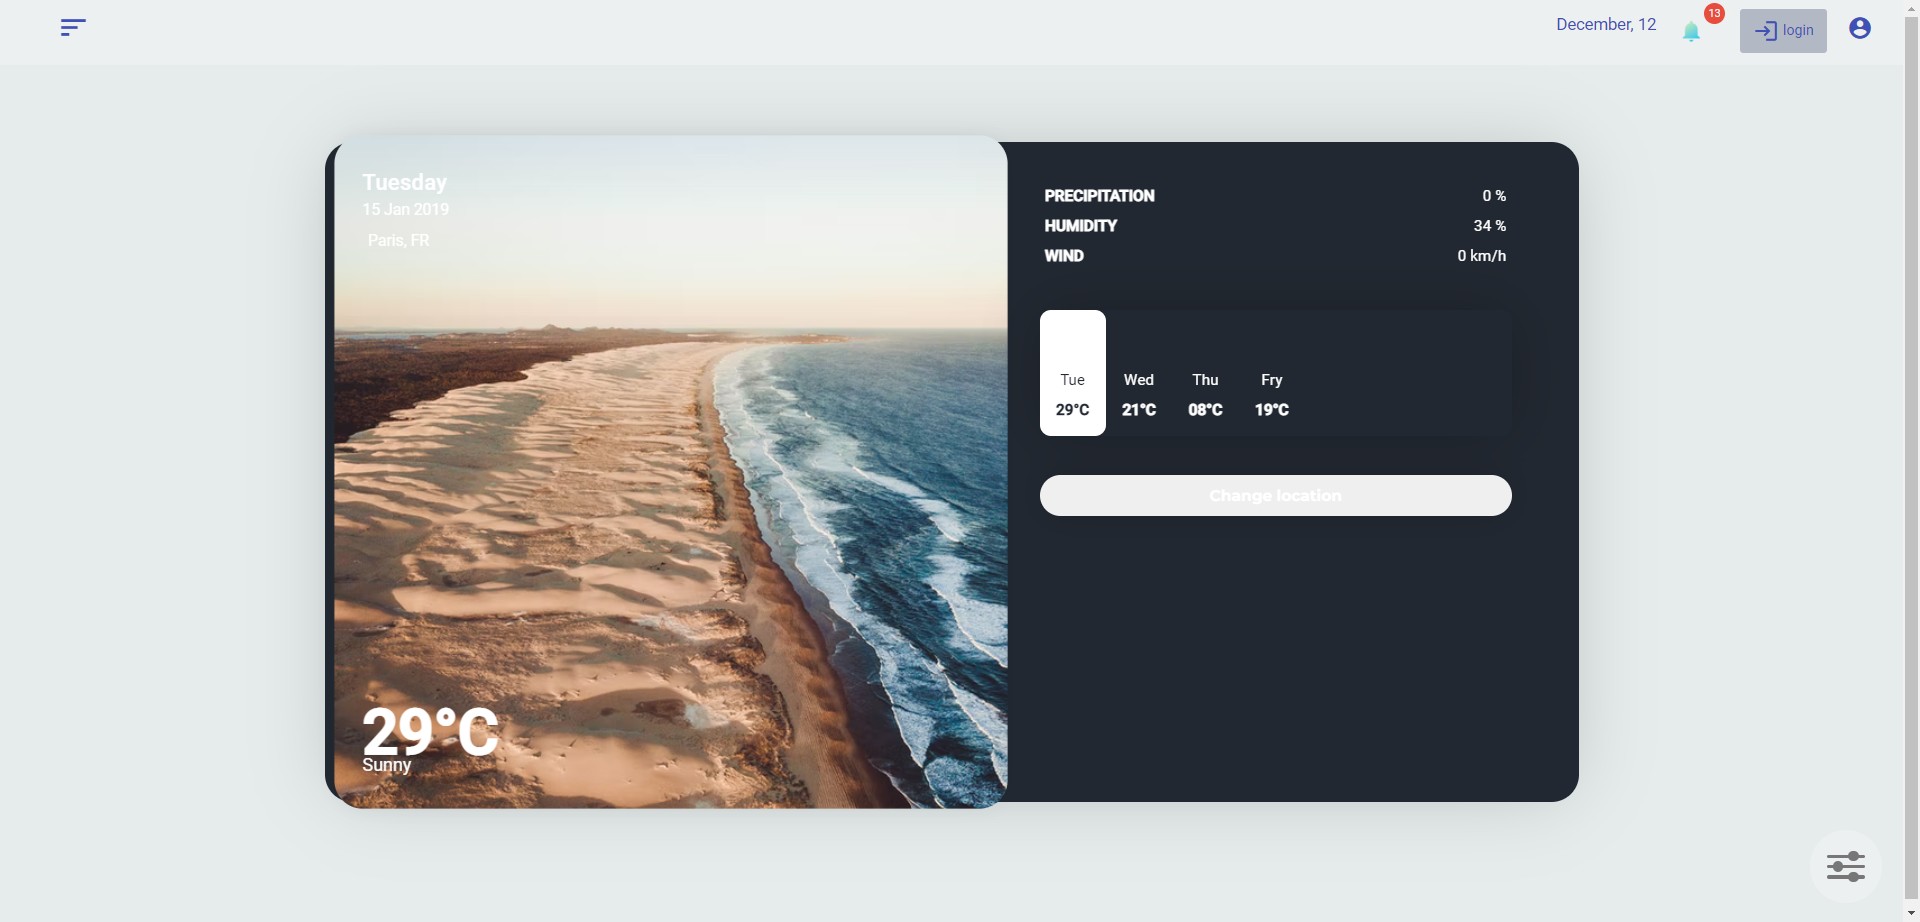 December, 12
13
login
Tuesday
15 Jan 2019
Paris, FR
29°C
Sunny
PRECIPITATION 0 %
HUMIDITY 34 %
WIND 0 km/h
Tue Wed Thu Fry
29°C 21°C 08°C 19°C
Change location